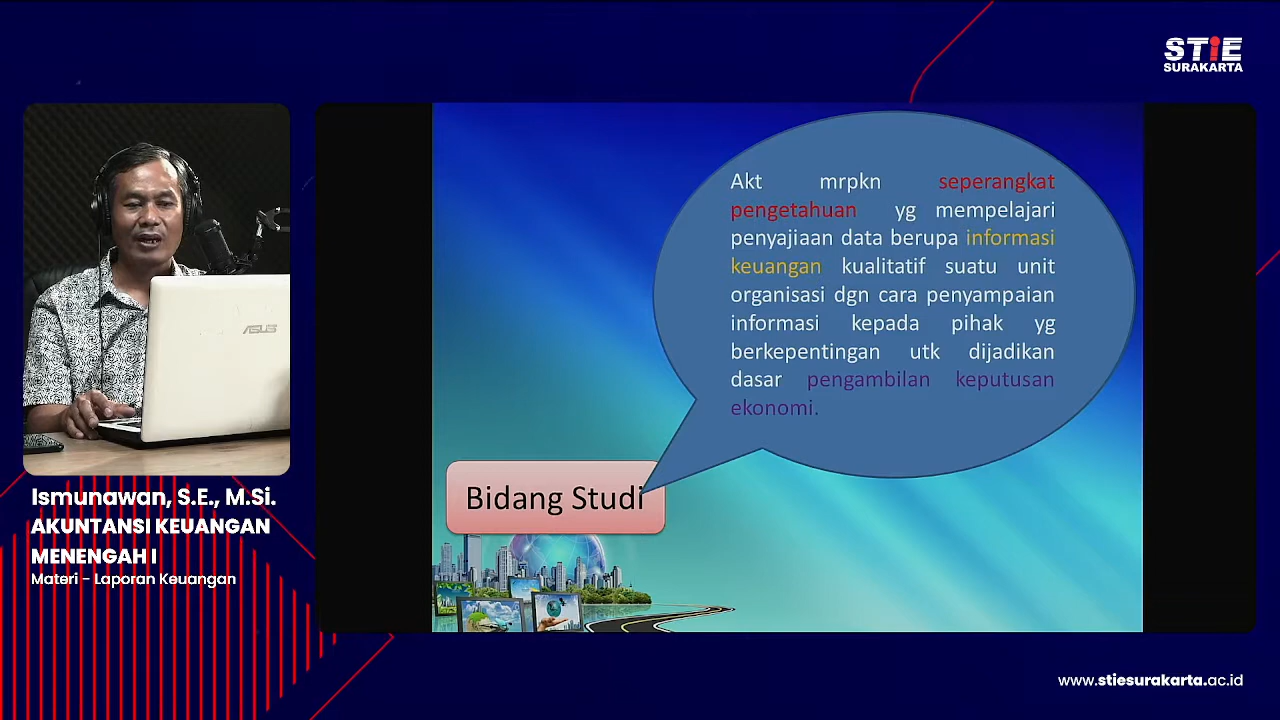 STiE
SURAKARTA
Akt mrpkn seperangkat
pengetahuan yg mempelajari
penyajiaan data berupa informasi
keuangan kualitatif suatu unit
organisasi dgn cara penyampaian
informasi kepada pihak yg
berkepentingan utk dijadikan
dasar pengambilan keputusan
ekonomi.
Bidang Studi
ASUS
Ismunawan, S.E., M.Si.
AKUNTANSI KEUANGAN
MENENGAH I
Materi - Laporan Keuangan
www.stiesurakarta.ac.id